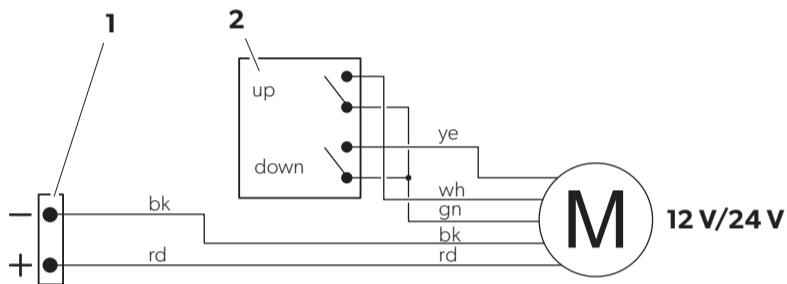 1
2
up
ye
down
wh
gn
– bk bk
+ rd rd
M 12 V/24 V